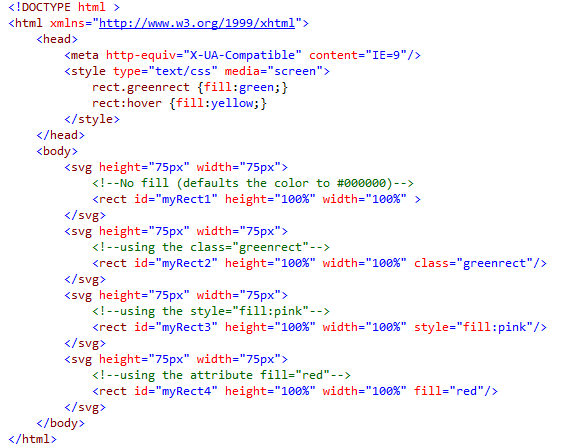 <!DOCTYPE html >
<html xmlns="http://www.w3.org/1999/xhtml">
    <head>
        <meta http-equiv="X-UA-Compatible" content="IE=9"/>
        <style type="text/css" media="screen">
            rect.greenrect {fill:green;}
            rect:hover {fill:yellow;}
        </style>
    </head>
    <body>
        <svg height="75px" width="75px">
            <!--No fill (defaults the color to #000000)-->
            <rect id="myRect1" height="100%" width="100%" >
        </svg>
        <svg height="75px" width="75px">
            <!--using the class="greenrect"-->
            <rect id="myRect2" height="100%" width="100%" class="greenrect"/>
        </svg>
        <svg height="75px" width="75px">
            <!--using the style="fill:pink"-->
            <rect id="myRect3" height="100%" width="100%" style="fill:pink"/>
        </svg>
        <svg height="75px" width="75px">
            <!--using the attribute fill="red"-->
            <rect id="myRect4" height="100%" width="100%" fill="red"/>
        </svg>
    </body>
</html>